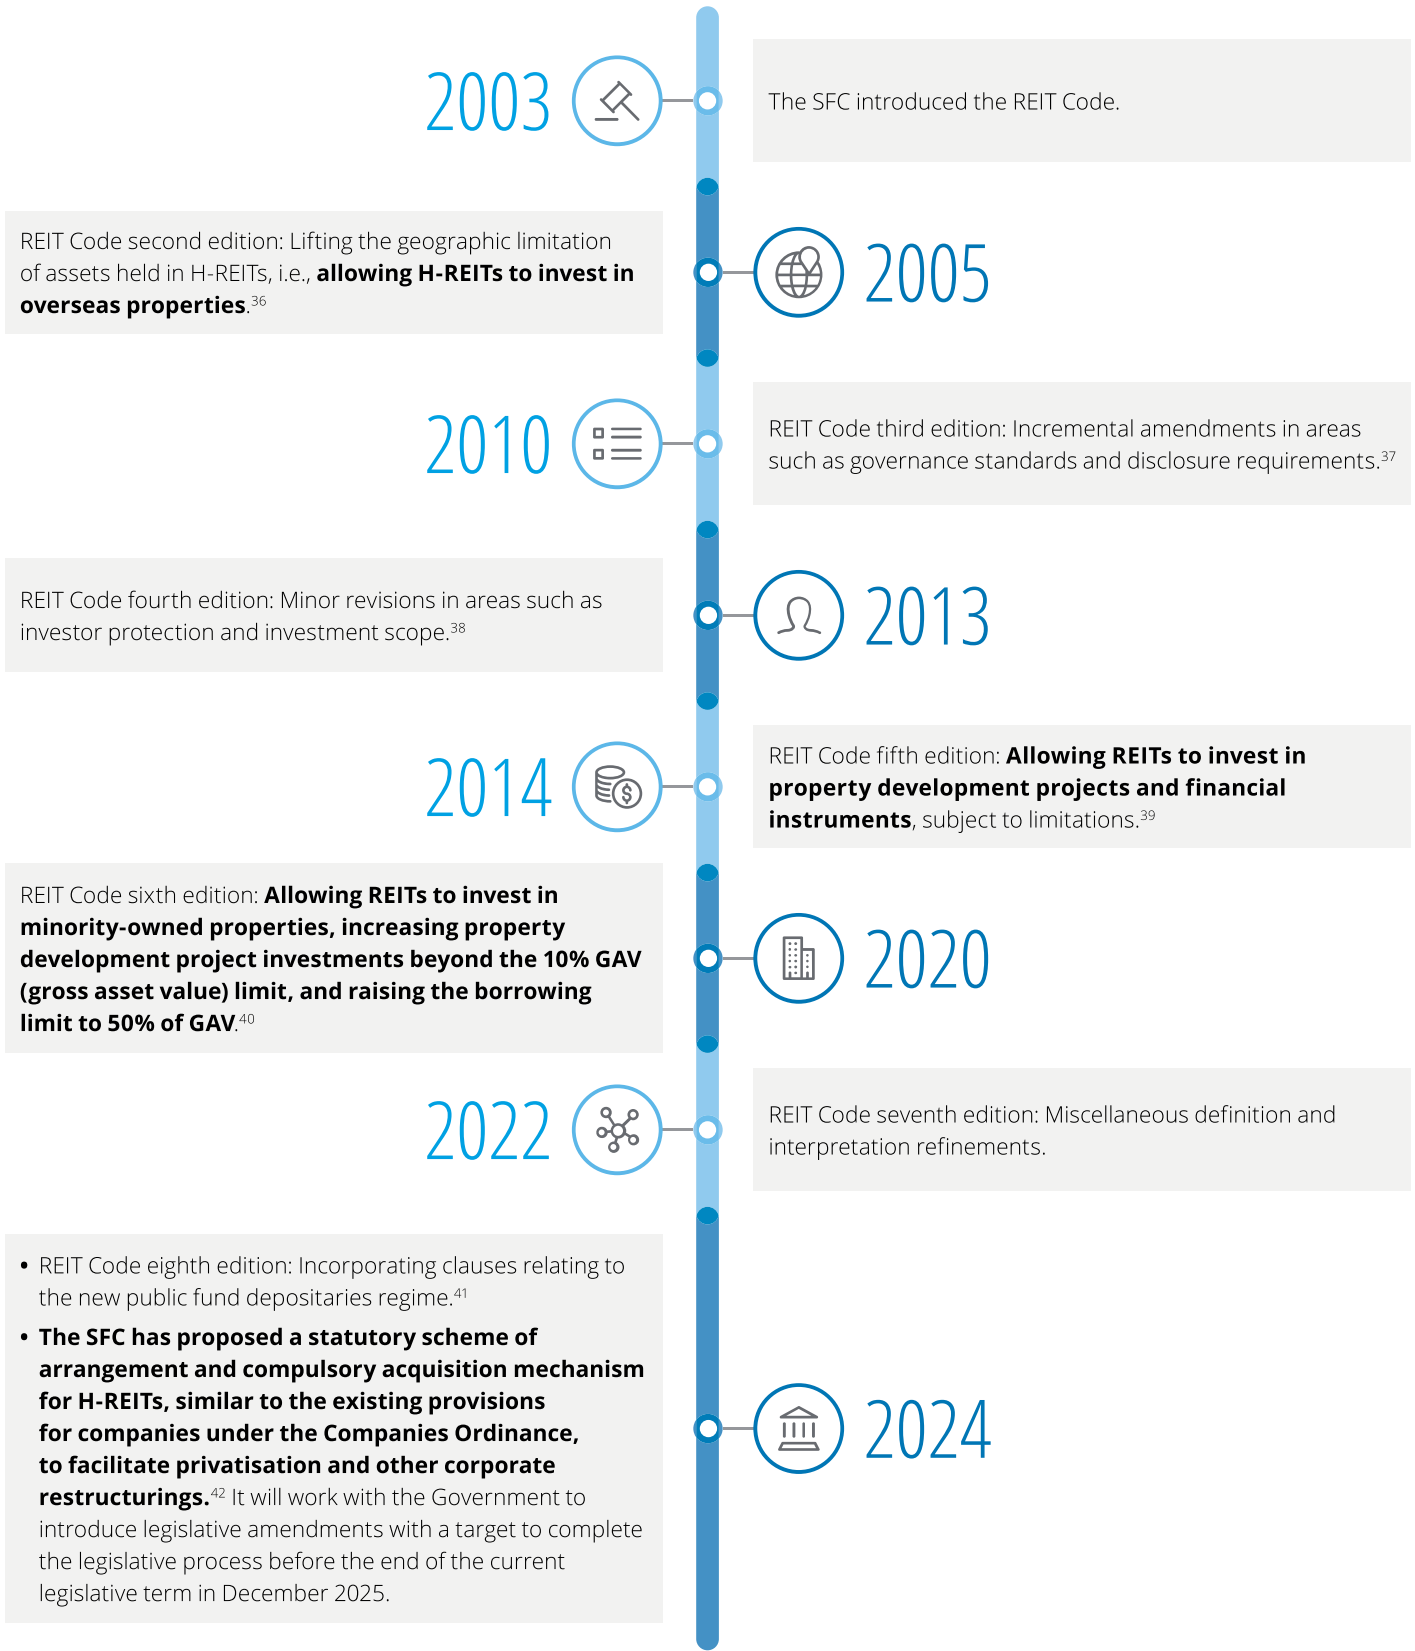 2003
The SFC introduced the REIT Code.
REIT Code second edition: Lifting the geographic limitation
of assets held in H-REITs, i.e., allowing H-REITs to invest in
overseas properties.36
2005
2010
REIT Code third edition: Incremental amendments in areas
such as governance standards and disclosure requirements.37
REIT Code fourth edition: Minor revisions in areas such as
investor protection and investment scope.38
2013
2014
REIT Code fifth edition: Allowing REITs to invest in
property development projects and financial
instruments, subject to limitations.39
REIT Code sixth edition: Allowing REITs to invest in
minority-owned properties, increasing property
development project investments beyond the 10% GAV
(gross asset value) limit, and raising the borrowing
limit to 50% of GAV.40
2020
2022
REIT Code seventh edition: Miscellaneous definition and
interpretation refinements.
• REIT Code eighth edition: Incorporating clauses relating to
the new public fund depositaries regime.41
• The SFC has proposed a statutory scheme of
arrangement and compulsory acquisition mechanism
for H-REITs, similar to the existing provisions
for companies under the Companies Ordinance,
to facilitate privatisation and other corporate
restructurings.42 It will work with the Government to
introduce legislative amendments with a target to complete
the legislative process before the end of the current
legislative term in December 2025.
2024